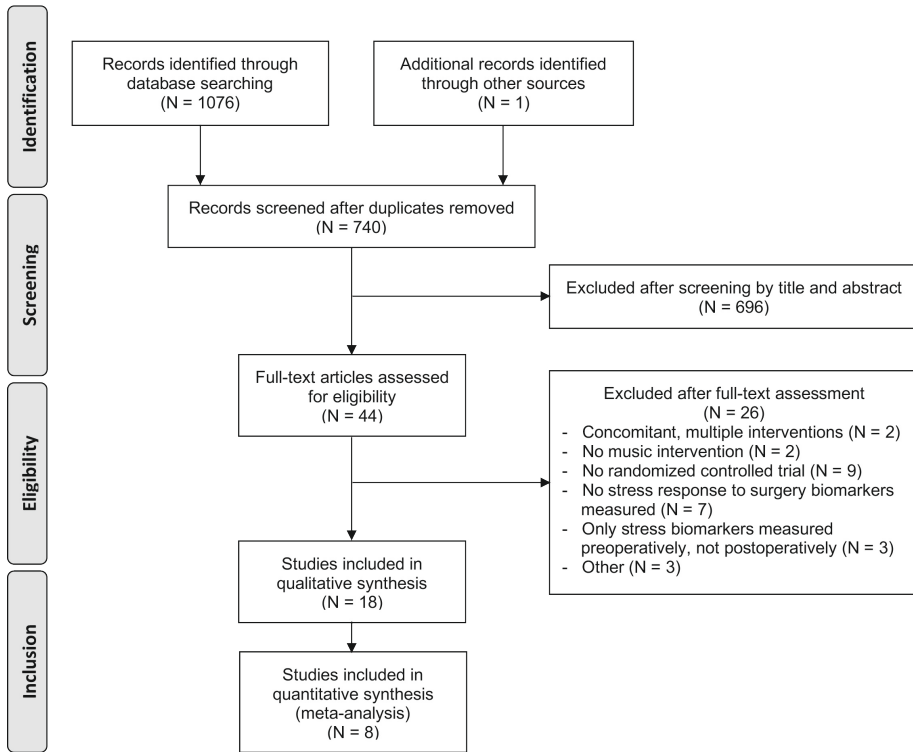 Identification
Records identified through
database searching
(N = 1076)
Additional records identified
through other sources
(N = 1)
Screening
Records screened after duplicates removed
(N = 740)
Excluded after screening by title and abstract
(N = 696)
Eligibility
Full-text articles assessed
for eligibility
(N = 44)
Excluded after full-text assessment
(N = 26)
- Concomitant, multiple interventions (N = 2)
- No music intervention (N = 2)
- No randomized controlled trial (N = 9)
- No stress response to surgery biomarkers
measured (N = 7)
- Only stress biomarkers measured
preoperatively, not postoperatively (N = 3)
- Other (N = 3)
Inclusion
Studies included in
qualitative synthesis
(N = 18)
Studies included in
quantitative synthesis
(meta-analysis)
(N = 8)